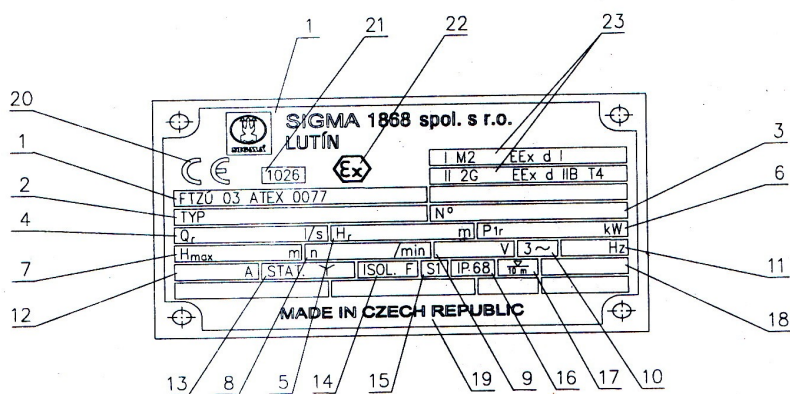 1 21 22 23
20
SIGMA 1868 spol. s r.o.
LUTÍN
3
1
CE 1026 Ex
I M2 EEx d I
II 2G EEx d IIB T4
6
2
FTZÚ 03 ATEX 0077
4
TYP Nº
Qr l/s Hr m P1r kW
7
Hmax m n /min V 3~ Hz
11
A STAT. Y ISOL. F S1 IP 68 10 m
12 18
MADE IN CZECH REPUBLIC
13 8 5 14 15 19 9 16 17 10